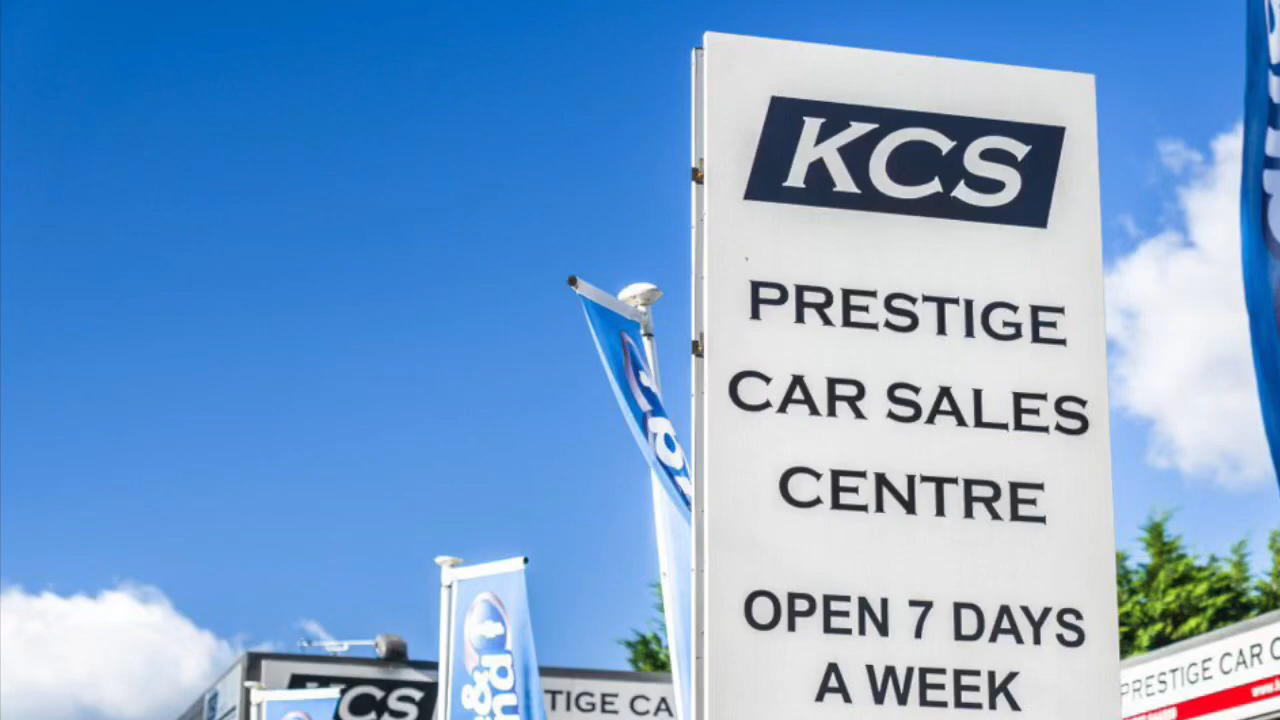 KCS
PRESTIGE
CAR SALES
CENTRE
OPEN 7 DAYS
A WEEK
KCS
TIGE CA
PRESTIGE CAR